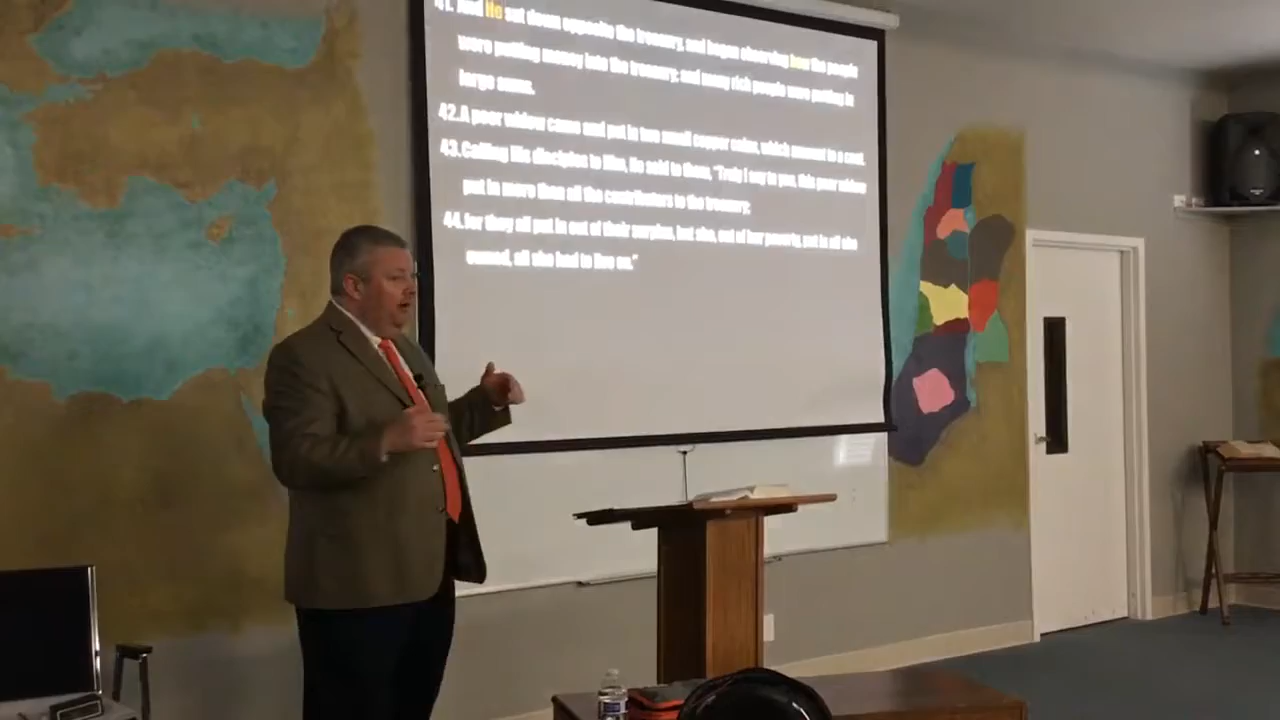 41. And He sat down opposite the treasury, and began observing how the people
were putting money into the treasury; and many rich people were putting in
large sums.
42. A poor widow came and put in two small copper coins, which amount to a cent.
43. Calling His disciples to Him, He said to them, "Truly I say to you, this poor widow
put in more than all the contributors to the treasury;
44. for they all put in out of their surplus, but she, out of her poverty, put in all she
owned, all she had to live on."